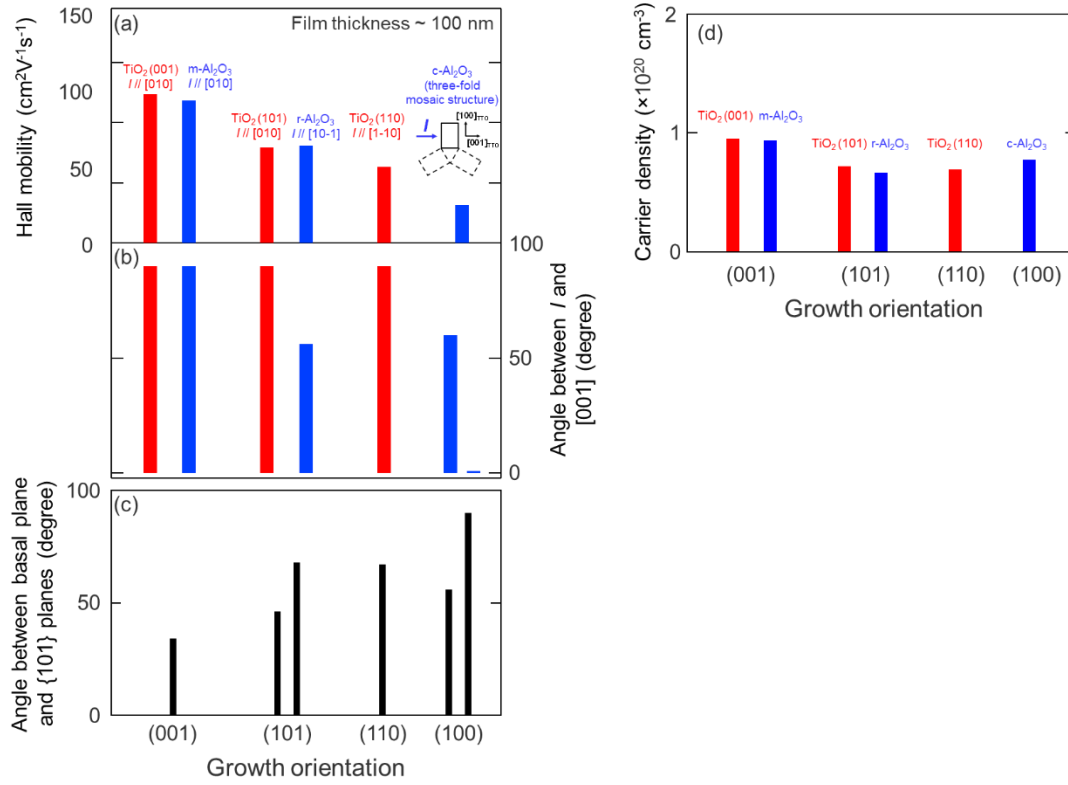 (a)
Film thickness ~ 100 nm
Hall mobility (cm²V⁻¹s⁻¹)
150
100
50
0
TiO₂(001)
I // [010]
m-Al₂O₃
I // [010]
TiO₂(101)
I // [010]
r-Al₂O₃
I // [10-1]
TiO₂(110)
I // [1-10]
c-Al₂O₃
(three-fold
mosaic structure)
I
[100]TTO
[001]TTO
(b)
100
50
0
Angle between I and
[001] (degree)
(c)
Angle between basal plane
and {101} planes (degree)
100
50
0
(001)
(101)
(110)
(100)
Growth orientation
(d)
Carrier density (×10²⁰ cm⁻³)
2
1
0
TiO₂(001)
m-Al₂O₃
TiO₂(101)
r-Al₂O₃
TiO₂(110)
c-Al₂O₃
(001)
(101)
(110)
(100)
Growth orientation